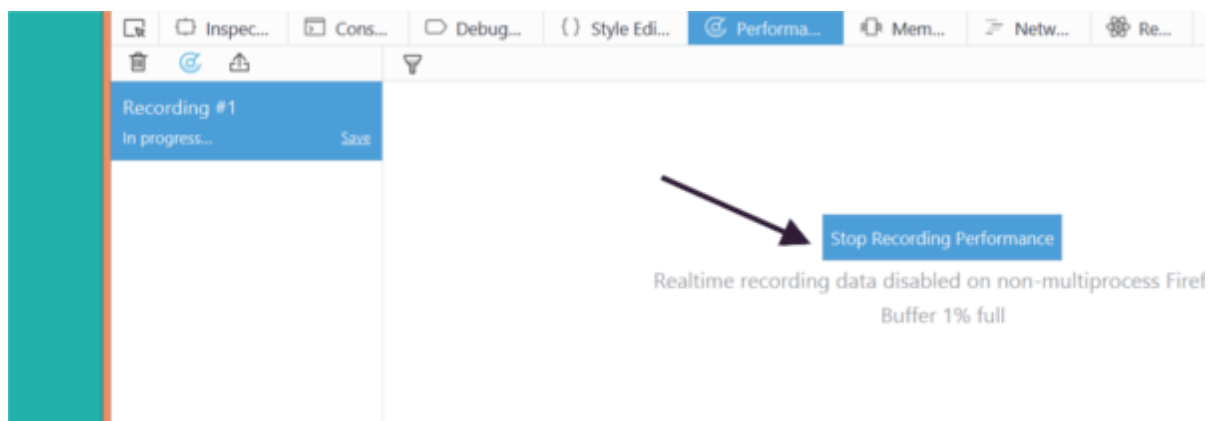 Inspec... Cons... Debug... {} Style Edi... Performa... Mem... Netw... Re...
Recording #1
In progress... Save
Stop Recording Performance
Realtime recording data disabled on non-multiprocess Firef
Buffer 1% full